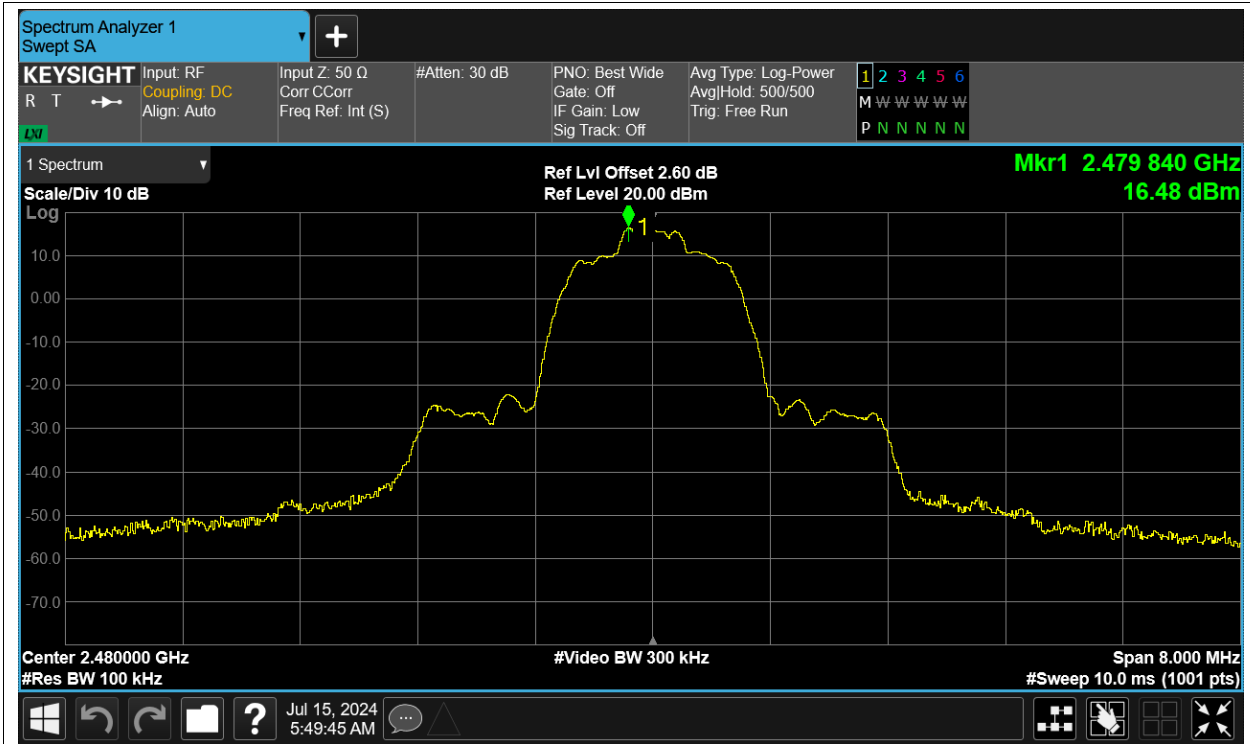 Spectrum Analyzer 1
Swept SA
KEYSIGHT
R T
LXI
Input: RF
Coupling: DC
Align: Auto
Input Z: 50 Ω
Corr CCorr
Freq Ref: Int (S)
#Atten: 30 dB
PNO: Best Wide
Gate: Off
IF Gain: Low
Sig Track: Off
Avg Type: Log-Power
Avg|Hold: 500/500
Trig: Free Run
1 2 3 4 5 6
M W W W W W
P N N N N N
1 Spectrum
Scale/Div 10 dB
Ref Lvl Offset 2.60 dB
Ref Level 20.00 dBm
Mkr1 2.479 840 GHz
16.48 dBm
Log
1
10.0
0.00
-10.0
-20.0
-30.0
-40.0
-50.0
-60.0
-70.0
Center 2.480000 GHz
#Video BW 300 kHz
Span 8.000 MHz
#Res BW 100 kHz
#Sweep 10.0 ms (1001 pts)
?
Jul 15, 2024
5:49:45 AM